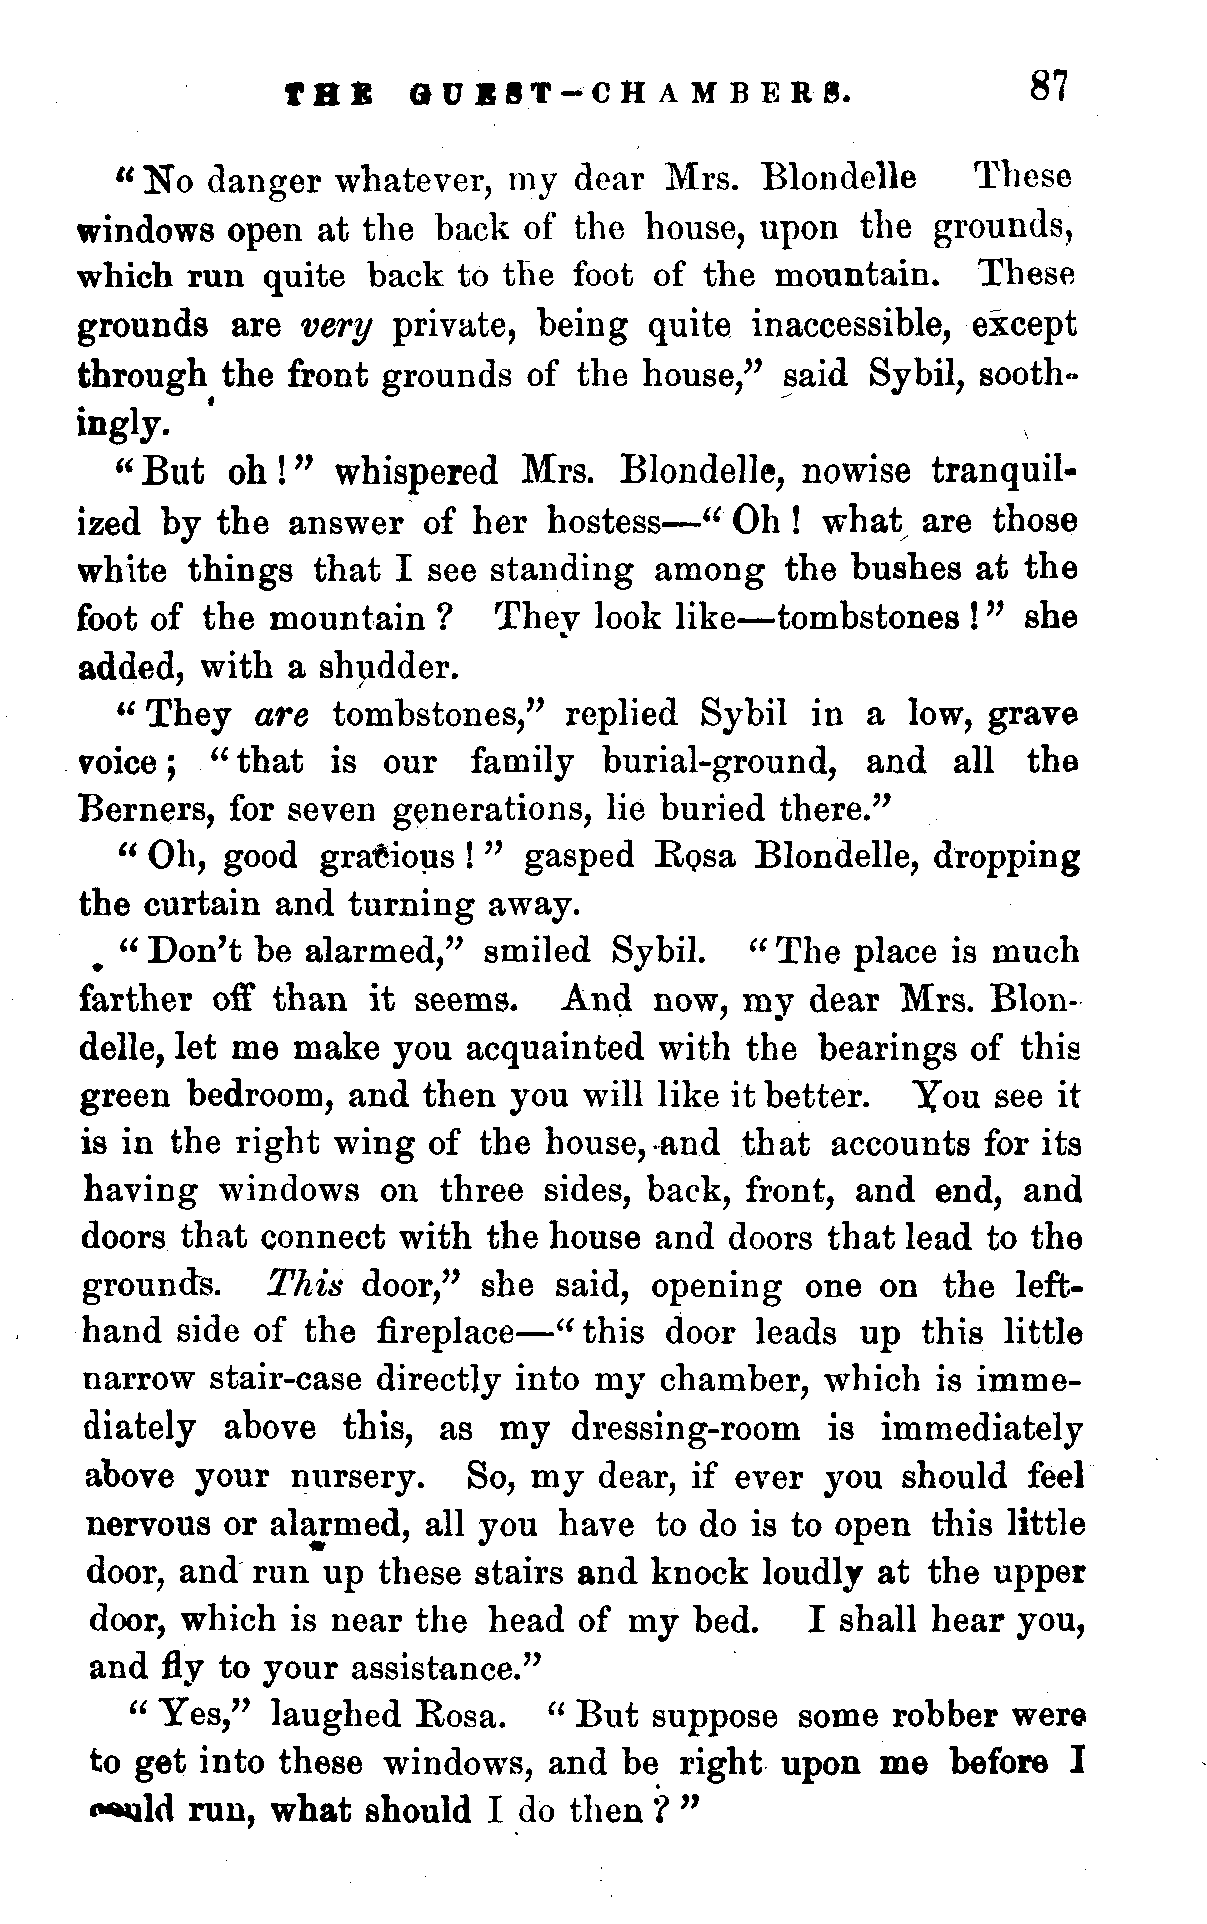 THE GUEST-CHAMBERS. 87
"No danger whatever, my dear Mrs. Blondelle These
windows open at the back of the house, upon the grounds,
which run quite back to the foot of the mountain. These
grounds are very private, being quite inaccessible, except
through the front grounds of the house," said Sybil, sooth-
ingly.
"But oh!" whispered Mrs. Blondelle, nowise tranquil-
ized by the answer of her hostess—"Oh! what are those
white things that I see standing among the bushes at the
foot of the mountain? They look like—tombstones!" she
added, with a shudder.
"They are tombstones," replied Sybil in a low, grave
voice; "that is our family burial-ground, and all the
Berners, for seven generations, lie buried there."
"Oh, good gracious!" gasped Rosa Blondelle, dropping
the curtain and turning away.
"Don't be alarmed," smiled Sybil. "The place is much
farther off than it seems. And now, my dear Mrs. Blon-
delle, let me make you acquainted with the bearings of this
green bedroom, and then you will like it better. You see it
is in the right wing of the house, and that accounts for its
having windows on three sides, back, front, and end, and
doors that connect with the house and doors that lead to the
grounds. This door," she said, opening one on the left-
hand side of the fireplace—"this door leads up this little
narrow stair-case directly into my chamber, which is imme-
diately above this, as my dressing-room is immediately
above your nursery. So, my dear, if ever you should feel
nervous or alarmed, all you have to do is to open this little
door, and run up these stairs and knock loudly at the upper
door, which is near the head of my bed. I shall hear you,
and fly to your assistance."
"Yes," laughed Rosa. "But suppose some robber were
to get into these windows, and be right upon me before I
could run, what should I do then?"